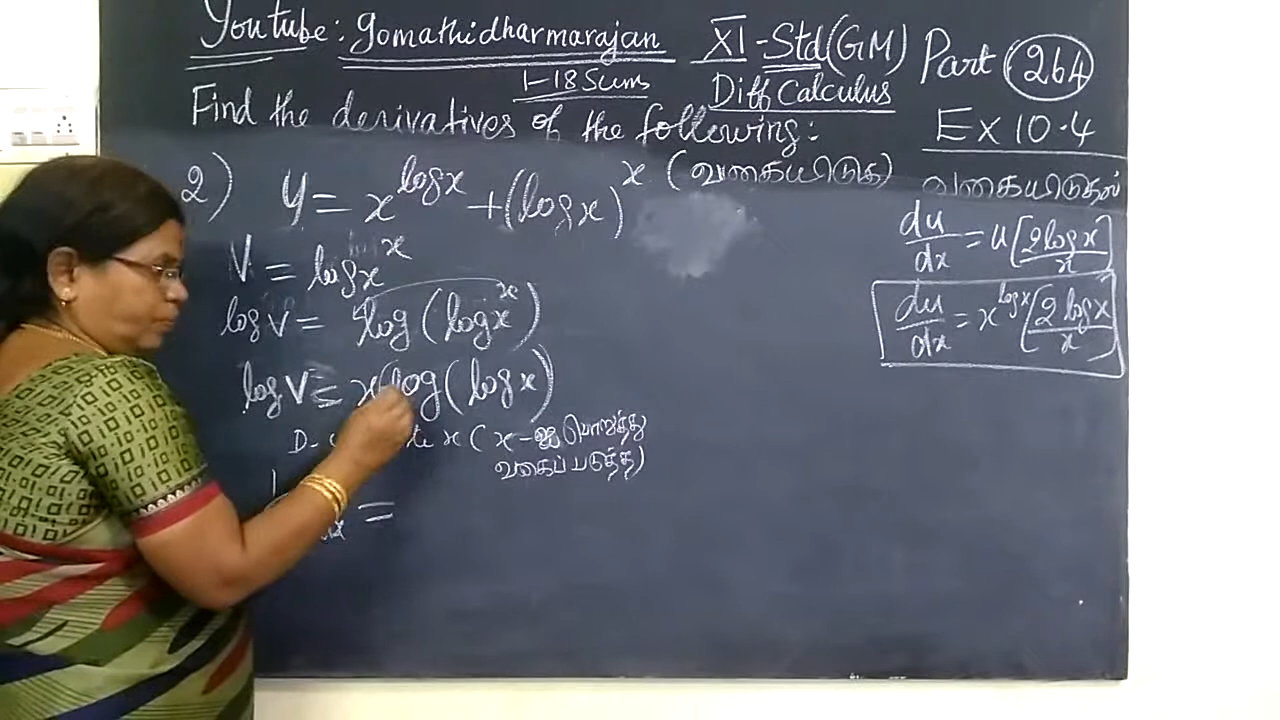 Youtube: gomathidharmarajan XI-Std(GM) Part 264
1-18 Sums Diff Calculus
Find the derivatives of the following: Ex 10.4
2) y = x^{log x} + (log x)^x (வகையிடுக) வகையிடுதல்
V = log x^x
log V = log (log x^x)
log V = x log (log x)
x (x-ஐ பொறுத்து
வகைப்படுத்த)
=
du/dx = u [2 log x / x]
du/dx = x^{log x} [2 log x / x]